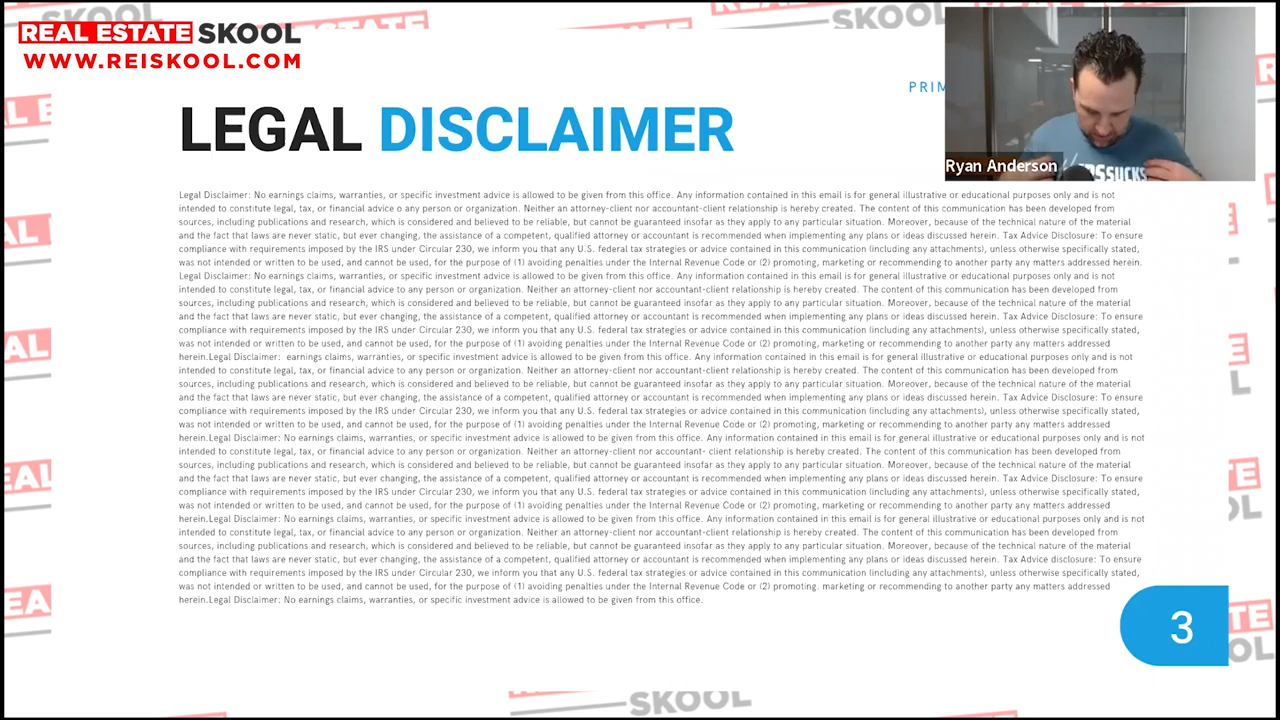 REAL ESTATE SKOOL
WWW.REISKOOL.COM
PRIM
LEGAL DISCLAIMER
Ryan Anderson
Legal Disclaimer: No earnings claims, warranties, or specific investment advice is allowed to be given from this office. Any information contained in this email is for general illustrative or educational purposes only and is not
intended to constitute legal, tax, or financial advice to any person or organization. Neither an attorney-client nor accountant-client relationship is hereby created. The content of this communication has been developed from
sources, including publications and research, which is considered and believed to be reliable, but cannot be guaranteed insofar as they apply to any particular situation. Moreover, because of the technical nature of the material
and the fact that laws are never static, but ever changing, the assistance of a competent, qualified attorney or accountant is recommended when implementing any plans or ideas discussed herein. Tax Advice Disclosure: To ensure
compliance with requirements imposed by the IRS under Circular 230, we inform you that any U.S. federal tax strategies or advice contained in this communication (including any attachments), unless otherwise specifically stated,
was not intended or written to be used, and cannot be used, for the purpose of (1) avoiding penalties under the Internal Revenue Code or (2) promoting, marketing or recommending to another party any matters addressed herein.
Legal Disclaimer: No earnings claims, warranties, or specific investment advice is allowed to be given from this office. Any information contained in this email is for general illustrative or educational purposes only and is not
intended to constitute legal, tax, or financial advice to any person or organization. Neither an attorney-client nor accountant-client relationship is hereby created. The content of this communication has been developed from
sources, including publications and research, which is considered and believed to be reliable, but cannot be guaranteed insofar as they apply to any particular situation. Moreover, because of the technical nature of the material
and the fact that laws are never static, but ever changing, the assistance of a competent, qualified attorney or accountant is recommended when implementing any plans or ideas discussed herein. Tax Advice Disclosure: To ensure
compliance with requirements imposed by the IRS under Circular 230, we inform you that any U.S. federal tax strategies or advice contained in this communication (including any attachments), unless otherwise specifically stated,
was not intended or written to be used, and cannot be used, for the purpose of (1) avoiding penalties under the Internal Revenue Code or (2) promoting, marketing or recommending to another party any matters addressed
herein.Legal Disclaimer: earnings claims, warranties, or specific investment advice is allowed to be given from this office. Any information contained in this email is for general illustrative or educational purposes only and is not
intended to constitute legal, tax, or financial advice to any person or organization. Neither an attorney-client nor accountant-client relationship is hereby created. The content of this communication has been developed from
sources, including publications and research, which is considered and believed to be reliable, but cannot be guaranteed insofar as they apply to any particular situation. Moreover, because of the technical nature of the material
and the fact that laws are never static, but ever changing, the assistance of a competent, qualified attorney or accountant is recommended when implementing any plans or ideas discussed herein. Tax Advice Disclosure: To ensure
compliance with requirements imposed by the IRS under Circular 230, we inform you that any U.S. federal tax strategies or advice contained in this communication (including any attachments), unless otherwise specifically stated,
was not intended or written to be used, and cannot be used, for the purpose of (1) avoiding penalties under the Internal Revenue Code or (2) promoting, marketing or recommending to another party any matters addressed
herein.Legal Disclaimer: No earnings claims, warranties, or specific investment advice is allowed to be given from this office. Any information contained in this email is for general illustrative or educational purposes only and is not
intended to constitute legal, tax, or financial advice to any person or organization. Neither an attorney-client nor accountant- client relationship is hereby created. The content of this communication has been developed from
sources, including publications and research, which is considered and believed to be reliable, but cannot be guaranteed insofar as they apply to any particular situation. Moreover, because of the technical nature of the material
and the fact that laws are never static, but ever changing, the assistance of a competent, qualified attorney or accountant is recommended when implementing any plans or ideas discussed herein. Tax Advice Disclosure: To ensure
compliance with requirements imposed by the IRS under Circular 230, we inform you that any U.S. federal tax strategies or advice contained in this communication (including any attachments), unless otherwise specifically stated,
was not intended or written to be used, and cannot be used, for the purpose of (1) avoiding penalties under the Internal Revenue Code or (2) promoting, marketing or recommending to another party any matters addressed
herein.Legal Disclaimer: No earnings claims, warranties, or specific investment advice is allowed to be given from this office. Any information contained in this email is for general illustrative or educational purposes only and is not
intended to constitute legal, tax, or financial advice to any person or organization. Neither an attorney-client nor accountant-client relationship is hereby created. The content of this communication has been developed from
sources, including publications and research, which is considered and believed to be reliable, but cannot be guaranteed insofar as they apply to any particular situation. Moreover, because of the technical nature of the material
and the fact that laws are never static, but ever changing, the assistance of a competent, qualified attorney or accountant is recommended when implementing any plans or ideas discussed herein. Tax Advice disclosure: To ensure
compliance with requirements imposed by the IRS under Circular 230, we inform you that any U.S. federal tax strategies or advice contained in this communication (including any attachments), unless otherwise specifically stated,
was not intended or written to be used, and cannot be used, for the purpose of (1) avoiding penalties under the Internal Revenue Code or (2) promoting. marketing or recommending to another party any matters addressed
herein.Legal Disclaimer: No earnings claims, warranties, or specific investment advice is allowed to be given from this office.
3
SKOOL